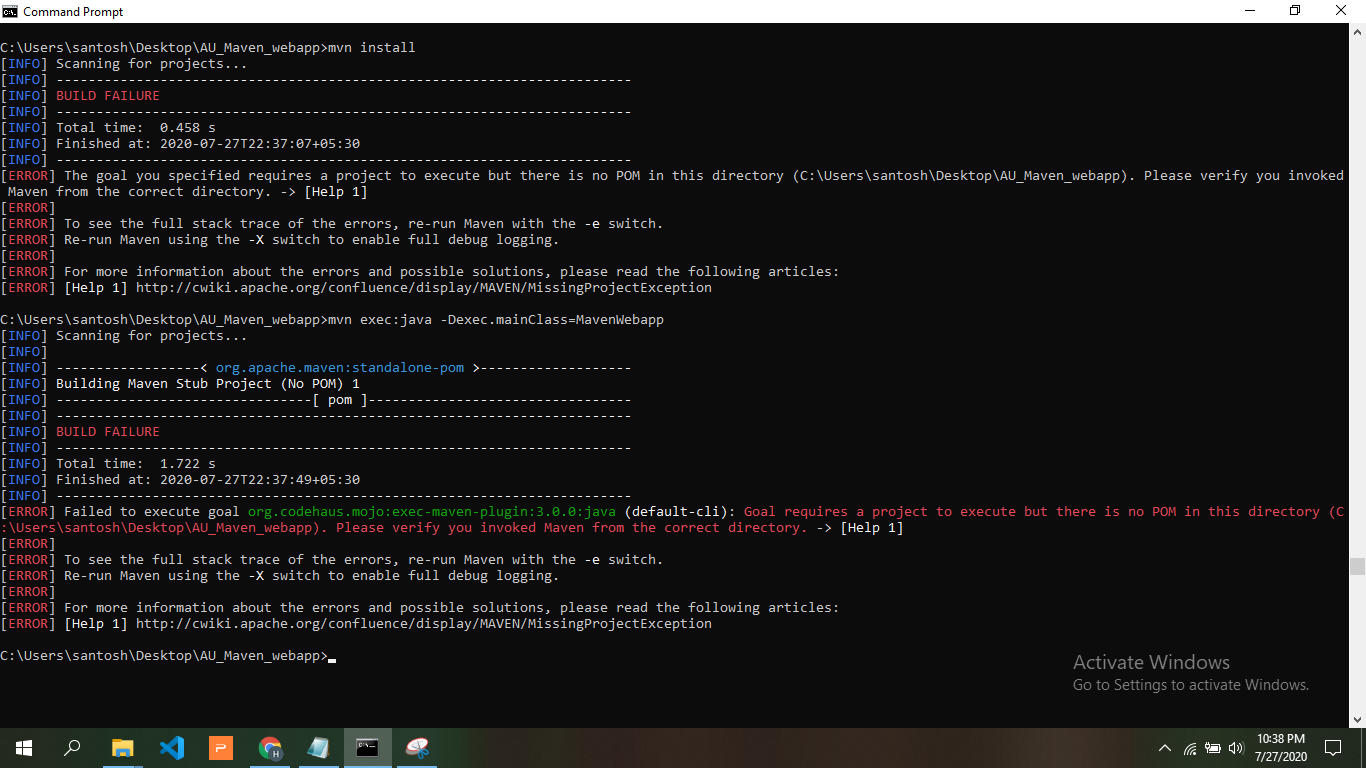 Command Prompt
C:\Users\santosh\Desktop\AU_Maven_webapp>mvn install
[INFO] Scanning for projects...
[INFO] ------------------------------------------------------------------------
[INFO] BUILD FAILURE
[INFO] ------------------------------------------------------------------------
[INFO] Total time:  0.458 s
[INFO] Finished at: 2020-07-27T22:37:07+05:30
[INFO] ------------------------------------------------------------------------
[ERROR] The goal you specified requires a project to execute but there is no POM in this directory (C:\Users\santosh\Desktop\AU_Maven_webapp). Please verify you invoked
 Maven from the correct directory. -> [Help 1]
[ERROR]
[ERROR] To see the full stack trace of the errors, re-run Maven with the -e switch.
[ERROR] Re-run Maven using the -X switch to enable full debug logging.
[ERROR]
[ERROR] For more information about the errors and possible solutions, please read the following articles:
[ERROR] [Help 1] http://cwiki.apache.org/confluence/display/MAVEN/MissingProjectException
C:\Users\santosh\Desktop\AU_Maven_webapp>mvn exec:java -Dexec.mainClass=MavenWebapp
[INFO] Scanning for projects...
[INFO]
[INFO] ------------------< org.apache.maven:standalone-pom >-------------------
[INFO] Building Maven Stub Project (No POM) 1
[INFO] --------------------------------[ pom ]---------------------------------
[INFO] ------------------------------------------------------------------------
[INFO] BUILD FAILURE
[INFO] ------------------------------------------------------------------------
[INFO] Total time:  1.722 s
[INFO] Finished at: 2020-07-27T22:37:49+05:30
[INFO] ------------------------------------------------------------------------
[ERROR] Failed to execute goal org.codehaus.mojo:exec-maven-plugin:3.0.0:java (default-cli): Goal requires a project to execute but there is no POM in this directory (C
:\Users\santosh\Desktop\AU_Maven_webapp). Please verify you invoked Maven from the correct directory. -> [Help 1]
[ERROR]
[ERROR] To see the full stack trace of the errors, re-run Maven with the -e switch.
[ERROR] Re-run Maven using the -X switch to enable full debug logging.
[ERROR]
[ERROR] For more information about the errors and possible solutions, please read the following articles:
[ERROR] [Help 1] http://cwiki.apache.org/confluence/display/MAVEN/MissingProjectException
C:\Users\santosh\Desktop\AU_Maven_webapp>
Activate Windows
Go to Settings to activate Windows.
10:38 PM
7/27/2020